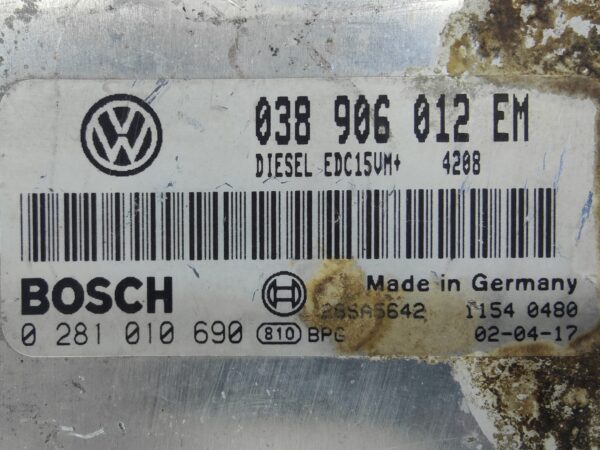 038 906 012 EM
DIESEL EDC15VM+ 4208
BOSCH Made in Germany
28SA5642 1154 0480
0 281 010 690 810 BPG 02-04-17